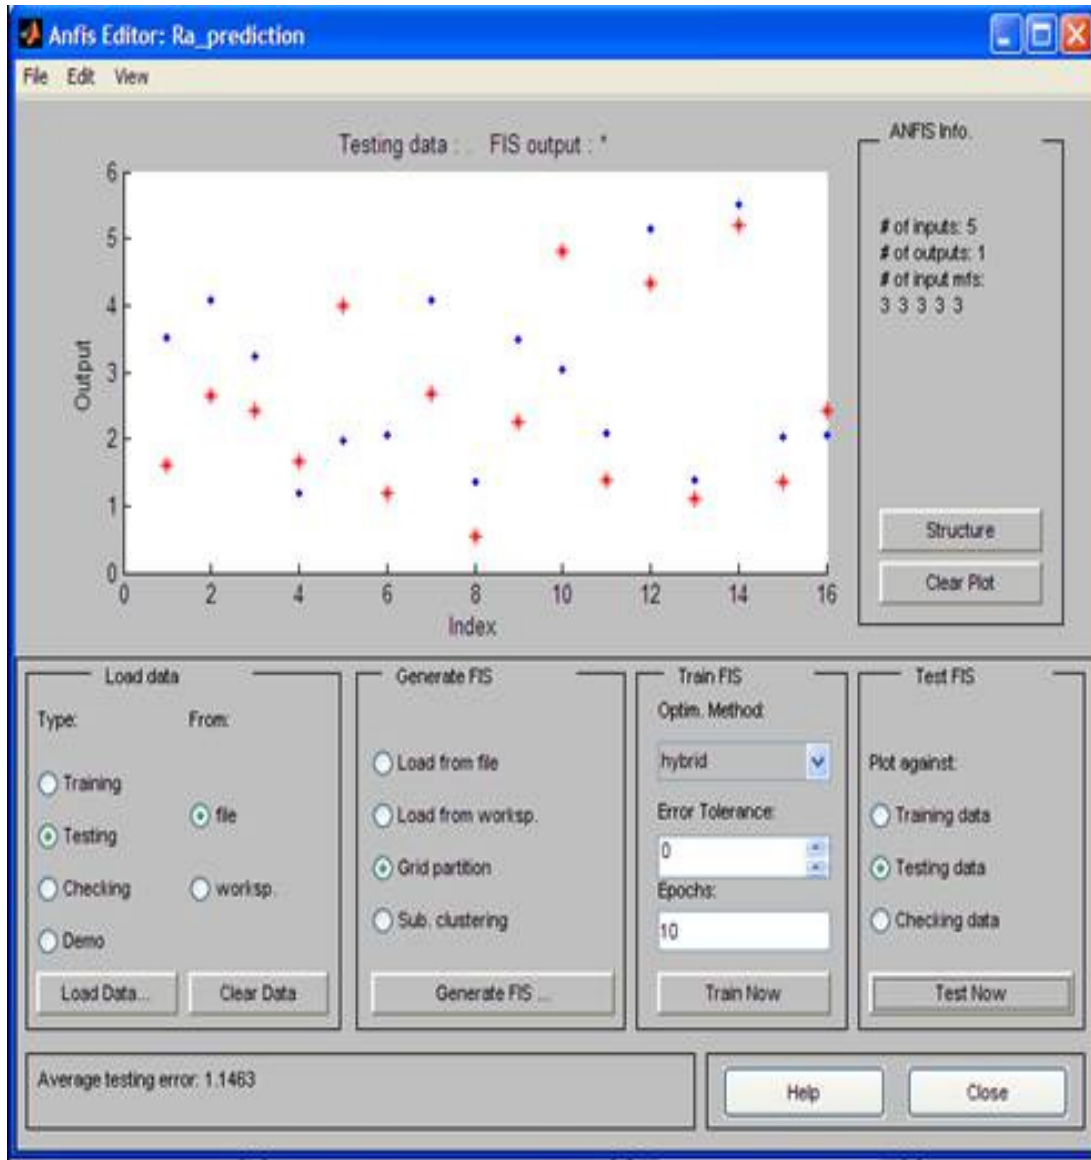 Anfis Editor: Ra_prediction
File Edit View
Testing data : . FIS output : *
6
5
4
3
2
1
0
Output
0 2 4 6 8 10 12 14 16
Index
ANFIS Info.
# of inputs: 5
# of outputs: 1
# of input mfs:
3 3 3 3 3
Structure
Clear Plot
Load data
Type: From:
Training
Testing
Checking
Demo
file
worksp.
Load Data... Clear Data
Generate FIS
Load from file
Load from worksp.
Grid partition
Sub. clustering
Generate FIS ...
Train FIS
Optim. Method:
hybrid
Error Tolerance:
0
Epochs:
10
Train Now
Test FIS
Plot against:
Training data
Testing data
Checking data
Test Now
Average testing error: 1.1463
Help Close